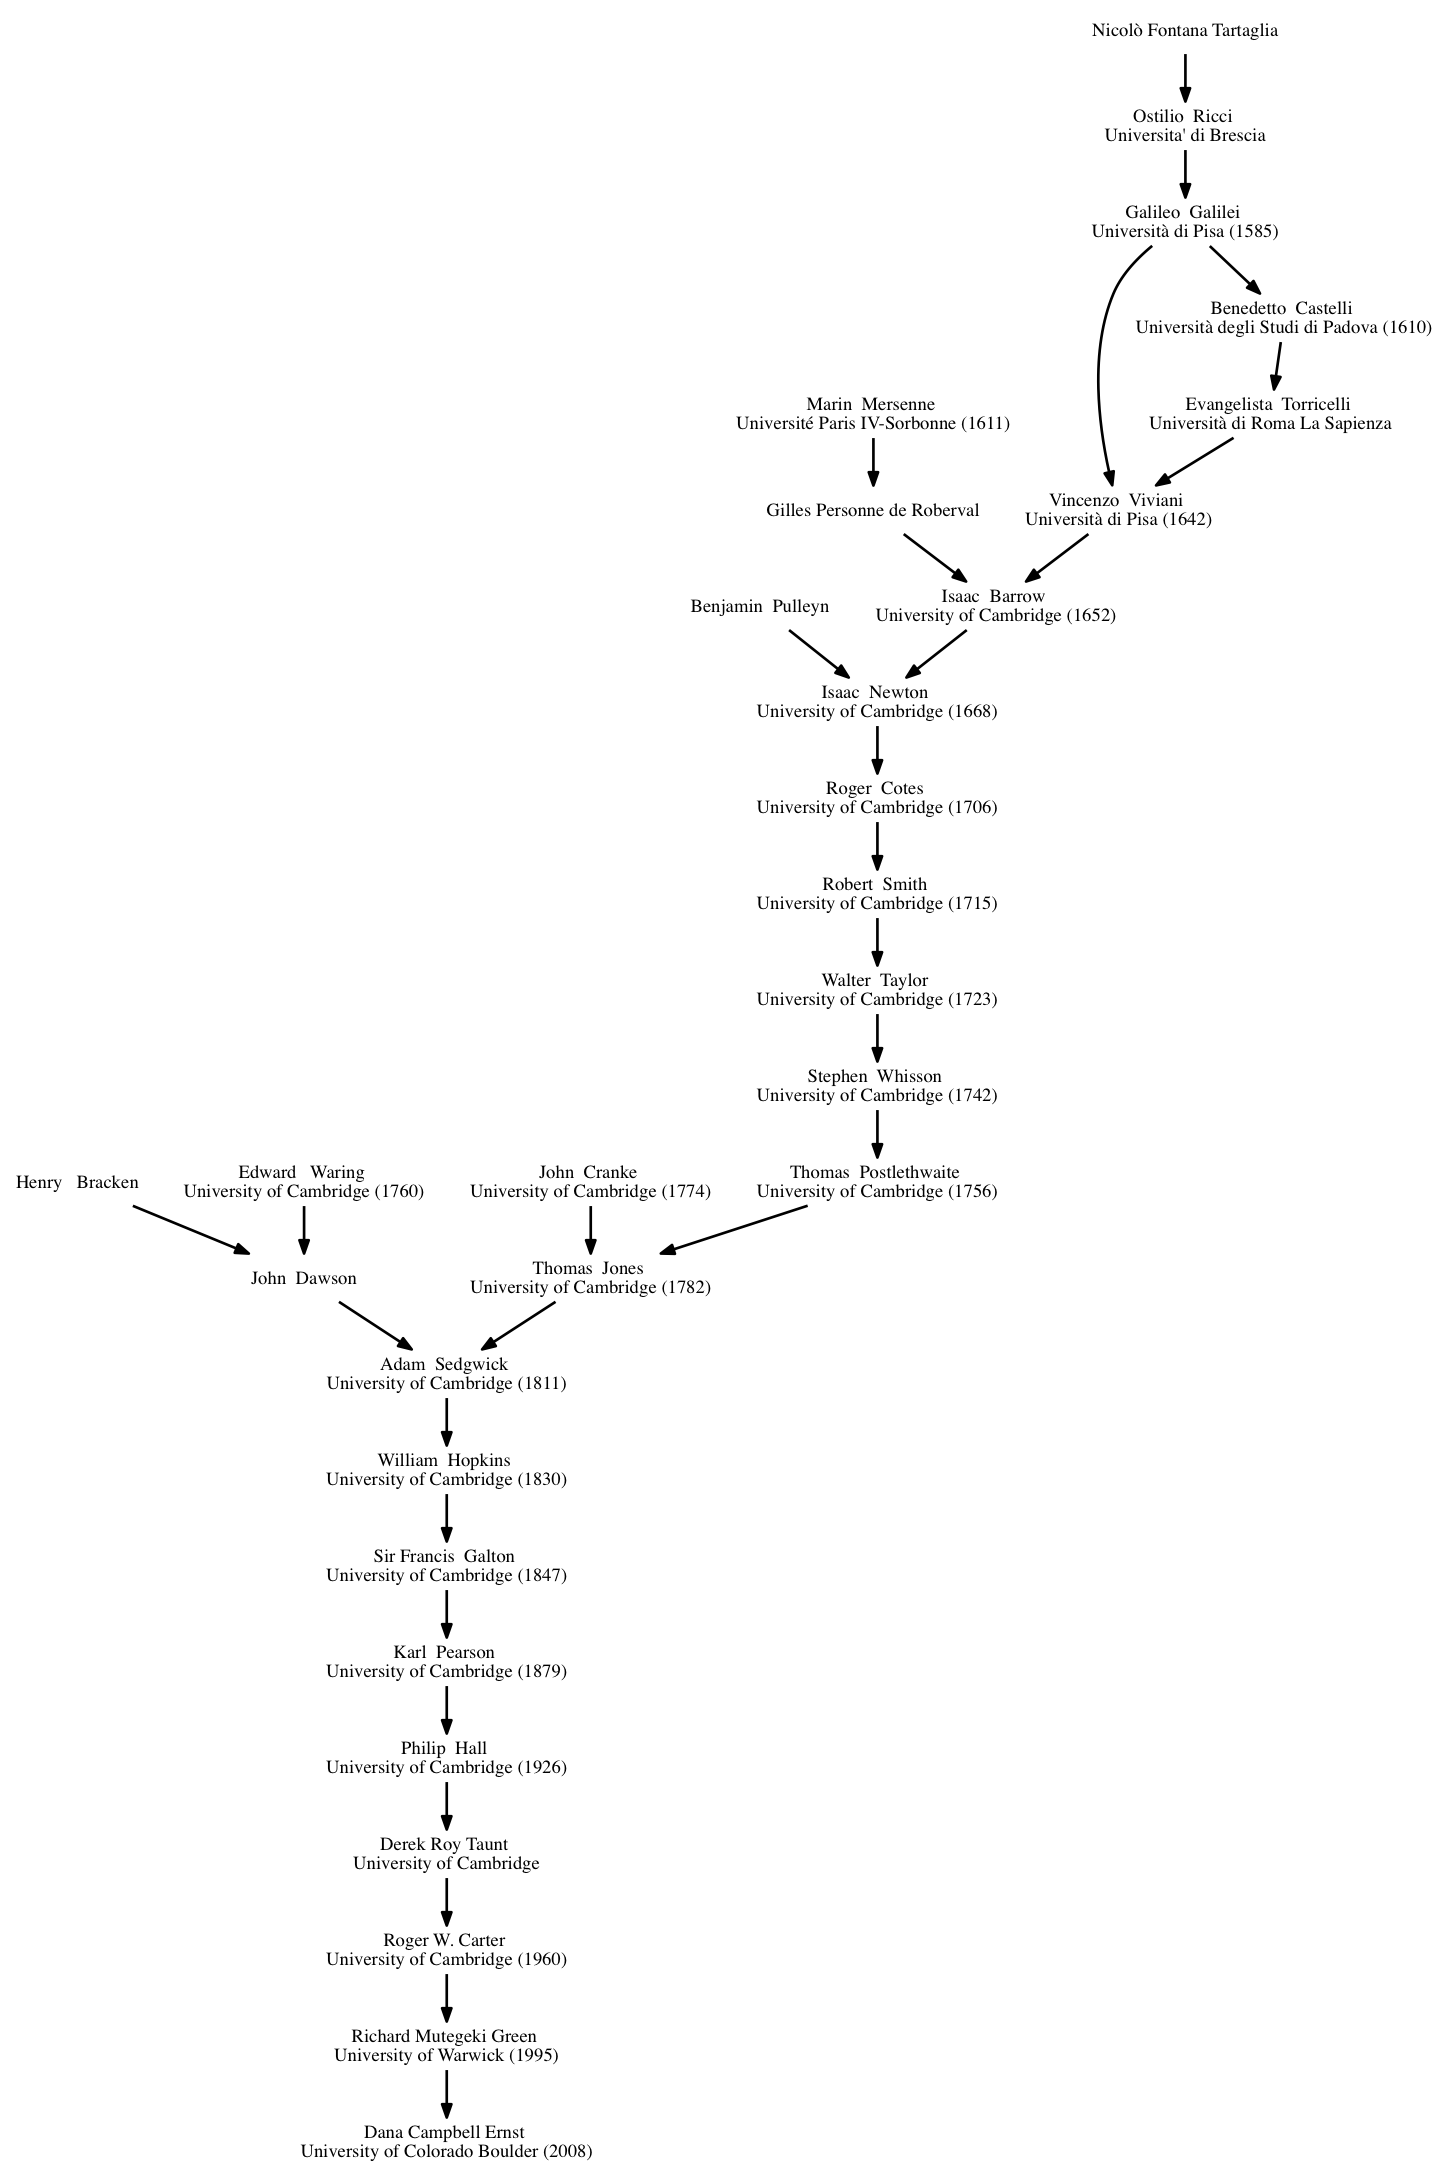 Nicolò Fontana Tartaglia
Ostilio Ricci
Universita' di Brescia
Galileo Galilei
Università di Pisa (1585)
Benedetto Castelli
Università degli Studi di Padova (1610)
Marin Mersenne
Université Paris IV-Sorbonne (1611)
Evangelista Torricelli
Università di Roma La Sapienza
Gilles Personne de Roberval
Vincenzo Viviani
Università di Pisa (1642)
Benjamin Pulleyn
Isaac Barrow
University of Cambridge (1652)
Isaac Newton
University of Cambridge (1668)
Roger Cotes
University of Cambridge (1706)
Robert Smith
University of Cambridge (1715)
Walter Taylor
University of Cambridge (1723)
Stephen Whisson
University of Cambridge (1742)
Henry Bracken
Edward Waring
University of Cambridge (1760)
John Cranke
University of Cambridge (1774)
Thomas Postlethwaite
University of Cambridge (1756)
John Dawson
Thomas Jones
University of Cambridge (1782)
Adam Sedgwick
University of Cambridge (1811)
William Hopkins
University of Cambridge (1830)
Sir Francis Galton
University of Cambridge (1847)
Karl Pearson
University of Cambridge (1879)
Philip Hall
University of Cambridge (1926)
Derek Roy Taunt
University of Cambridge
Roger W. Carter
University of Cambridge (1960)
Richard Mutegeki Green
University of Warwick (1995)
Dana Campbell Ernst
University of Colorado Boulder (2008)